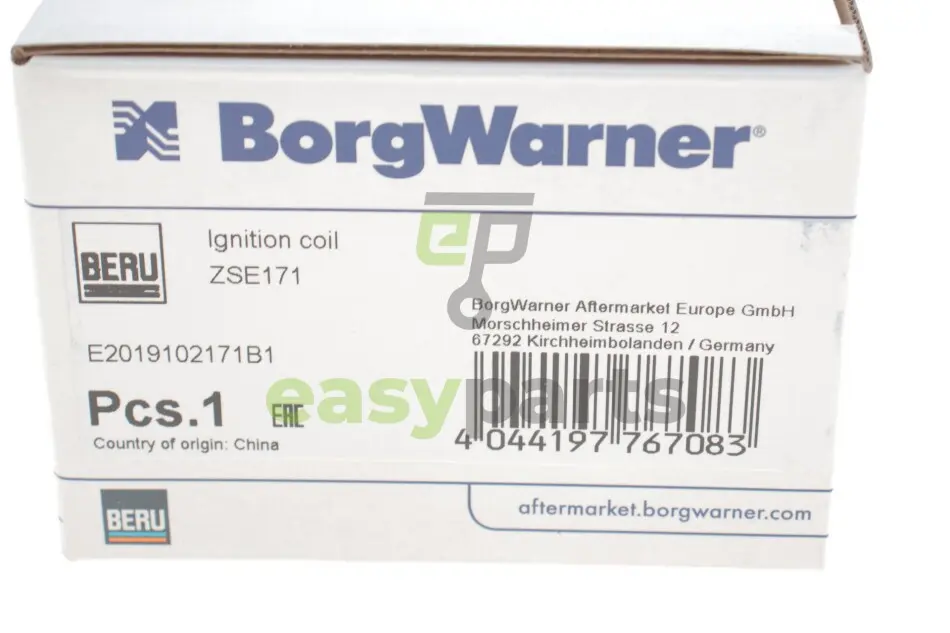 BorgWarner®
BERU
Ignition coil
ZSE171
BorgWarner Aftermarket Europe GmbH
Morschheimer Strasse 12
67292 Kirchheimbolanden / Germany
E2019102171B1
Pcs.1
EAC
Country of origin: China
4 044197 767083
ep
easyparts
BERU
aftermarket.borgwarner.com